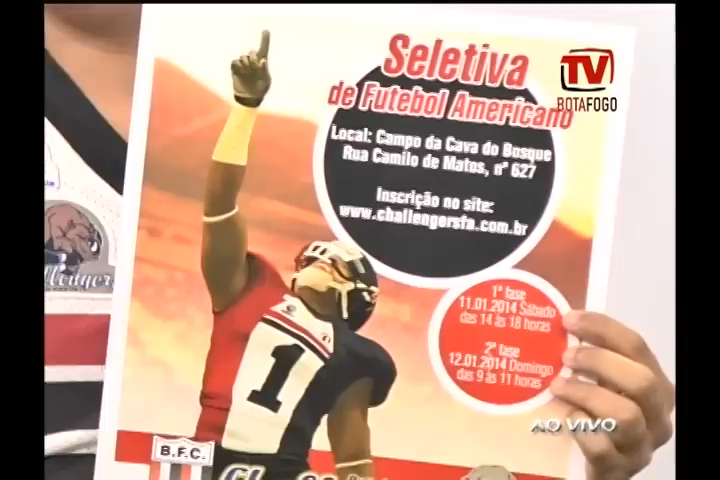 Seletiva
de Futebol Americano
TV
BOTAFOGO
Local: Campo da Cava do Bosque
Rua Camilo de Matos, nº 627
Inscrição no site:
www.challengersfa.com.br
1ª fase
11.01.2014 Sábado
das 14 às 18 horas
2ª fase
12.01.2014 Domingo
das 9 às 11 horas
1
AO VIVO
B.F.C.